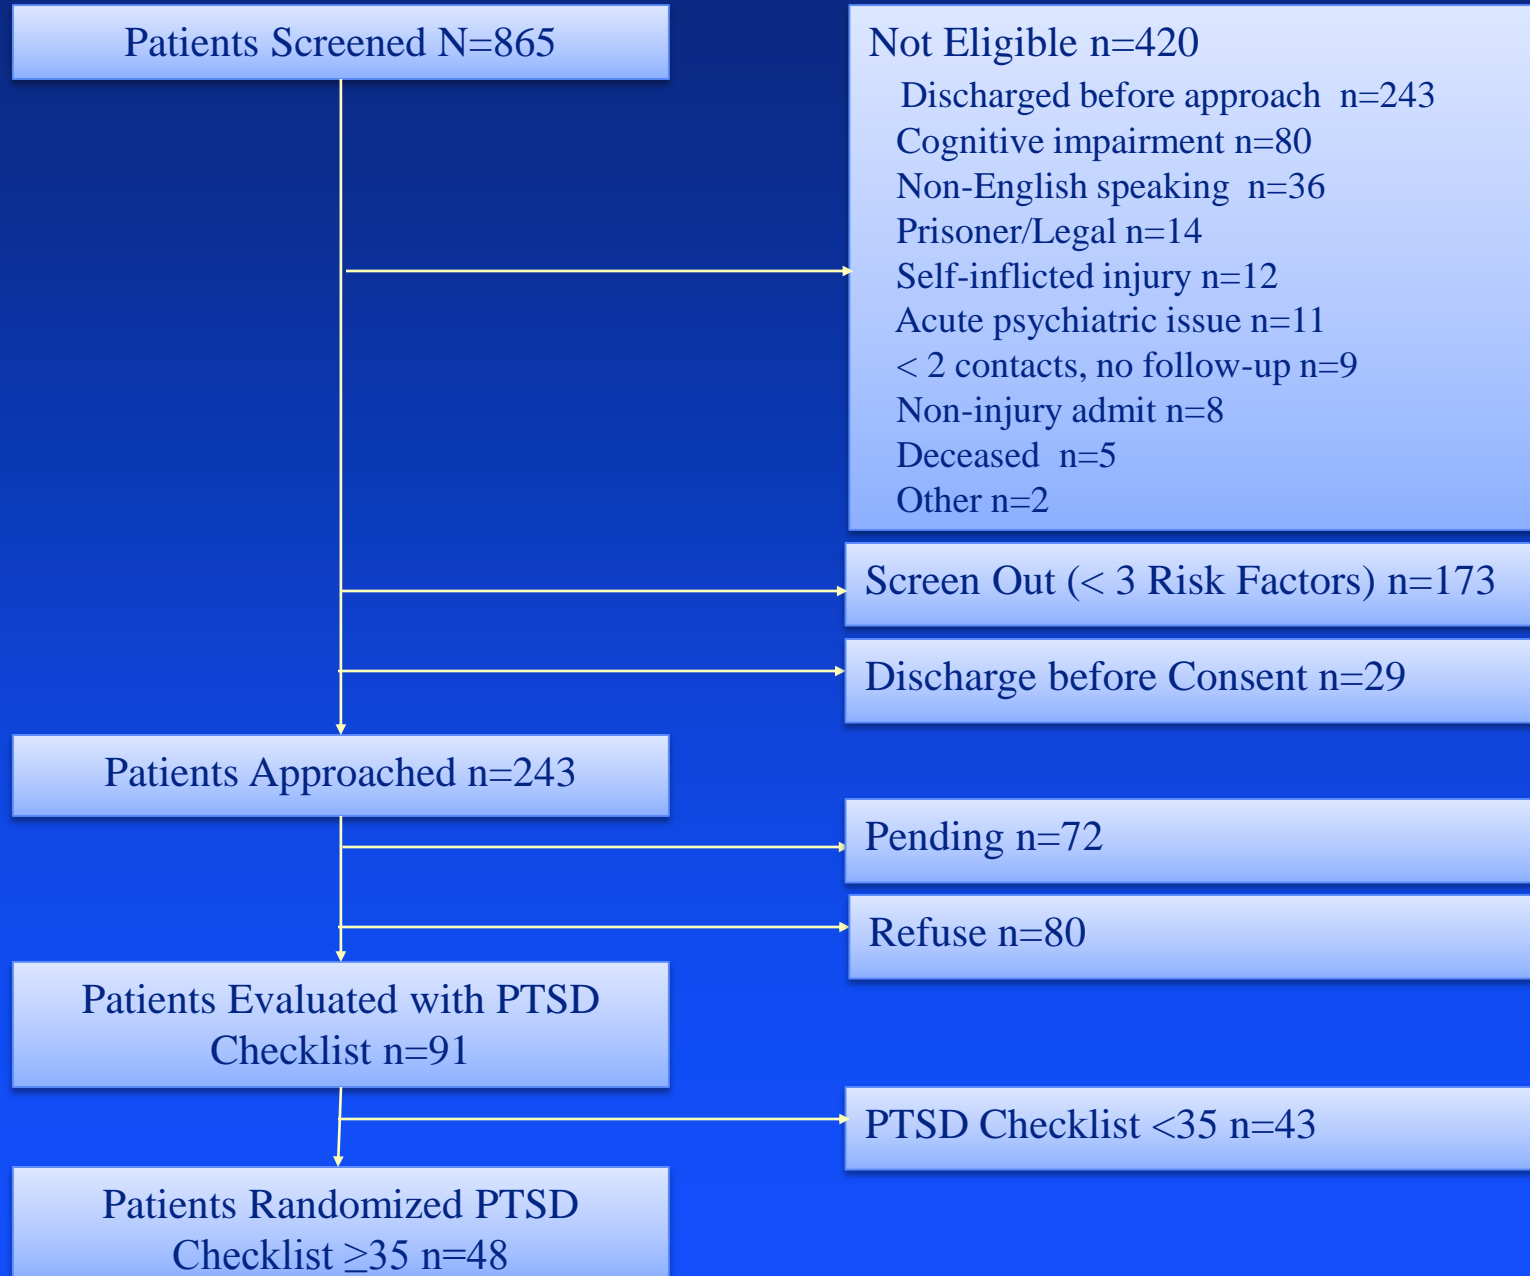 Patients Screened N=865
Not Eligible n=420
Discharged before approach  n=243
Cognitive impairment n=80
Non-English speaking  n=36
Prisoner/Legal n=14
Self-inflicted injury n=12
Acute psychiatric issue n=11
< 2 contacts, no follow-up n=9
Non-injury admit n=8
Deceased  n=5
Other n=2
Screen Out (< 3 Risk Factors) n=173
Discharge before Consent n=29
Patients Approached n=243
Pending n=72
Refuse n=80
Patients Evaluated with PTSD
Checklist n=91
PTSD Checklist <35 n=43
Patients Randomized PTSD
Checklist ≥35 n=48